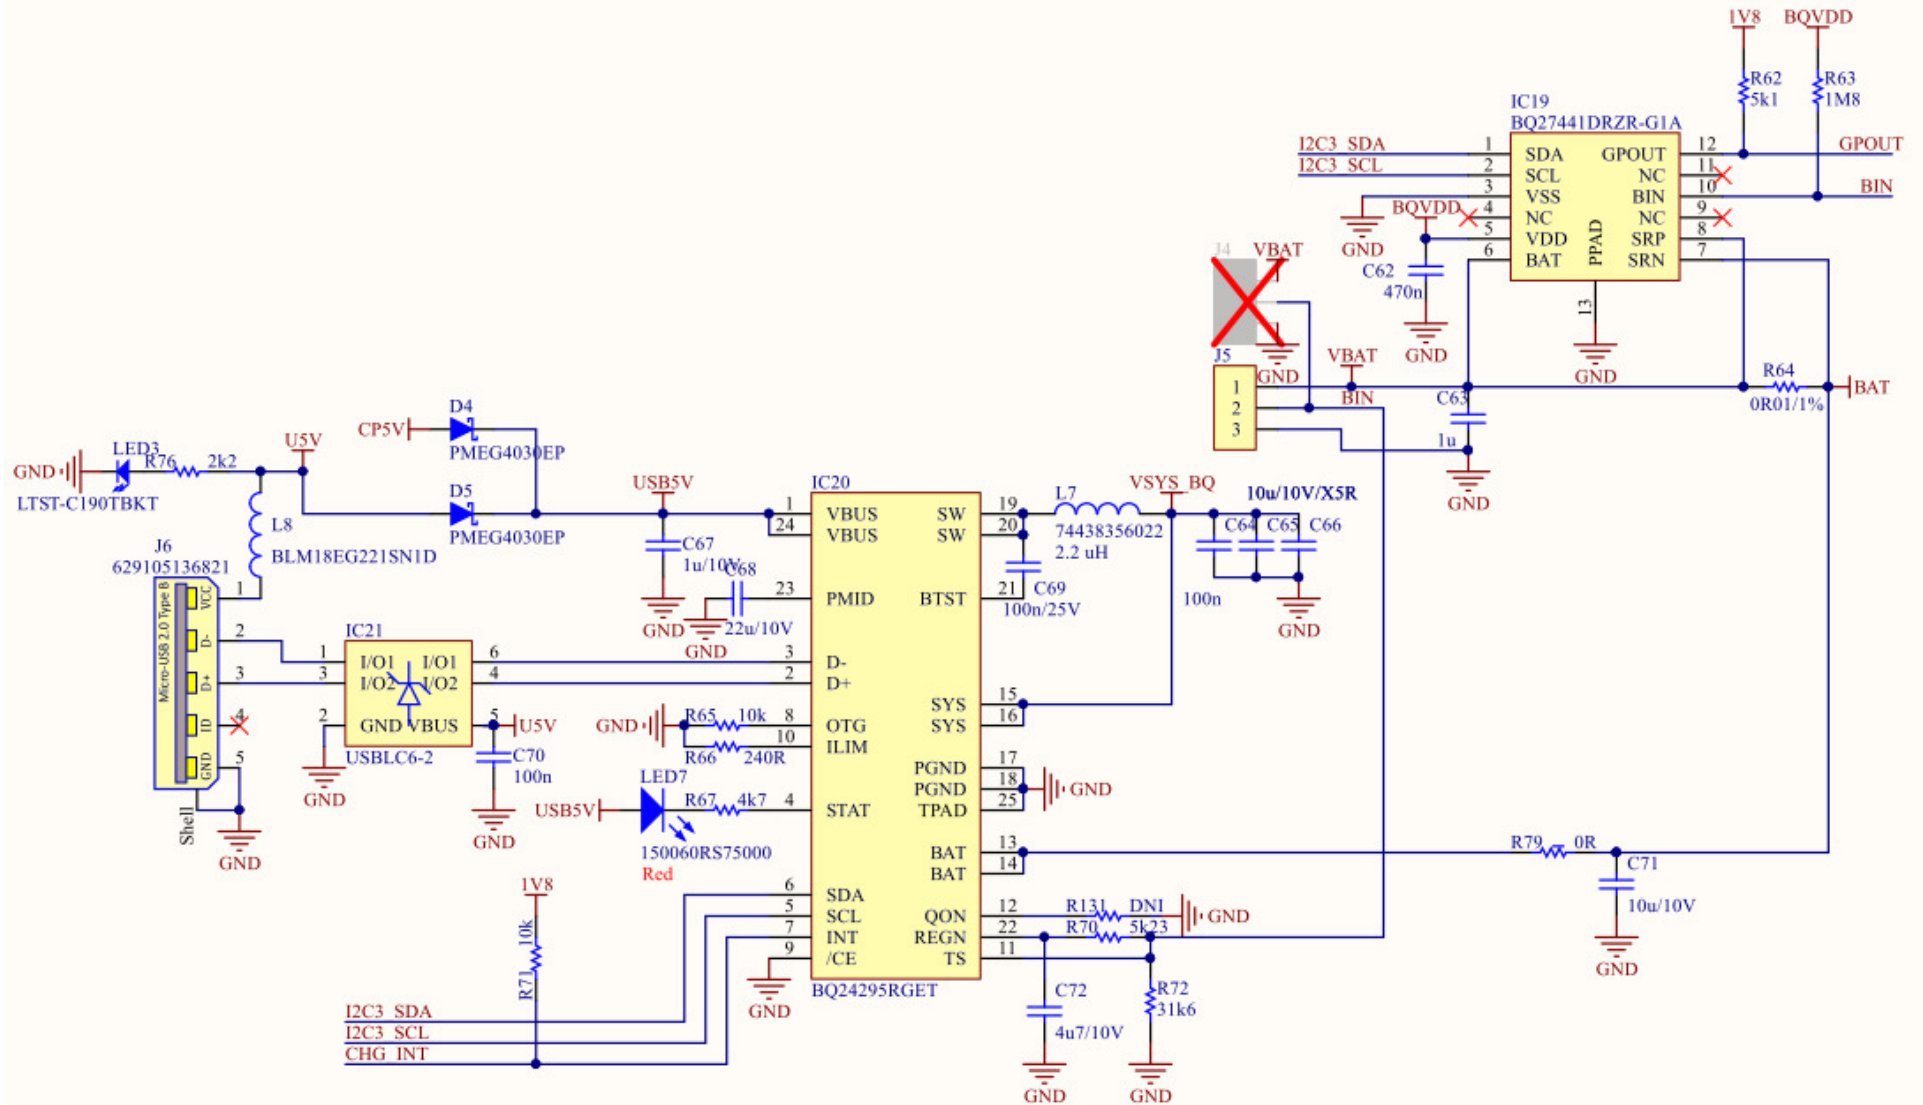 1V8 BQVDD
R62 5k1
R63 1M8
IC19
BQ27441DRZR-G1A
I2C3_SDA 1 SDA GPOUT 12 GPOUT
I2C3_SCL 2 SCL NC 11
3 VSS BIN 10 BIN
BQVDD 4 NC NC 9
5 VDD SRP 8
6 BAT SRN 7
PPAD
13
GND
GND
C62
470n
GND
J4 VBAT
GND
J5
1
2
3
VBAT
BIN
C63
1u
GND
R64
0R01/1%
BAT
D4
CP5V
PMEG4030EP
U5V
LED3
GND R76 2k2
LTST-C190TBKT
D5
PMEG4030EP
L8
BLM18EG221SN1D
USB5V
C67
1u/10V
GND
C68
22u/10V
GND
J6
629105136821
Micro-USB 2.0 Type B
VCC 1
D- 2
D+ 3
ID 4
GND 5
Shell
GND
IC21
1 I/O1 I/O1 6
3 I/O2 I/O2 4
2 GND VBUS 5 U5V
USBLC6-2
GND
C70
100n
GND
IC20
1 VBUS SW 19
24 VBUS SW 20
23 PMID BTST 21
3 D-
2 D+
SYS 15
8 OTG SYS 16
10 ILIM
PGND 17
PGND 18
4 STAT TPAD 25
BAT 13
BAT 14
6 SDA
5 SCL QON 12
7 INT REGN 22
9 /CE TS 11
BQ24295RGET
GND
GND R65 10k
R66 240R
LED7
USB5V R67 4k7
150060RS75000
Red
1V8
R71 10k
I2C3_SDA
I2C3_SCL
CHG_INT
L7
74438356022
2.2 uH
VSYS_BQ
10u/10V/X5R
C64 C65 C66
100n
GND
C69
100n/25V
GND
R79 0R
C71
10u/10V
GND
R131 DNI GND
R70 5k23
C72
4u7/10V
GND
R72
31k6
GND